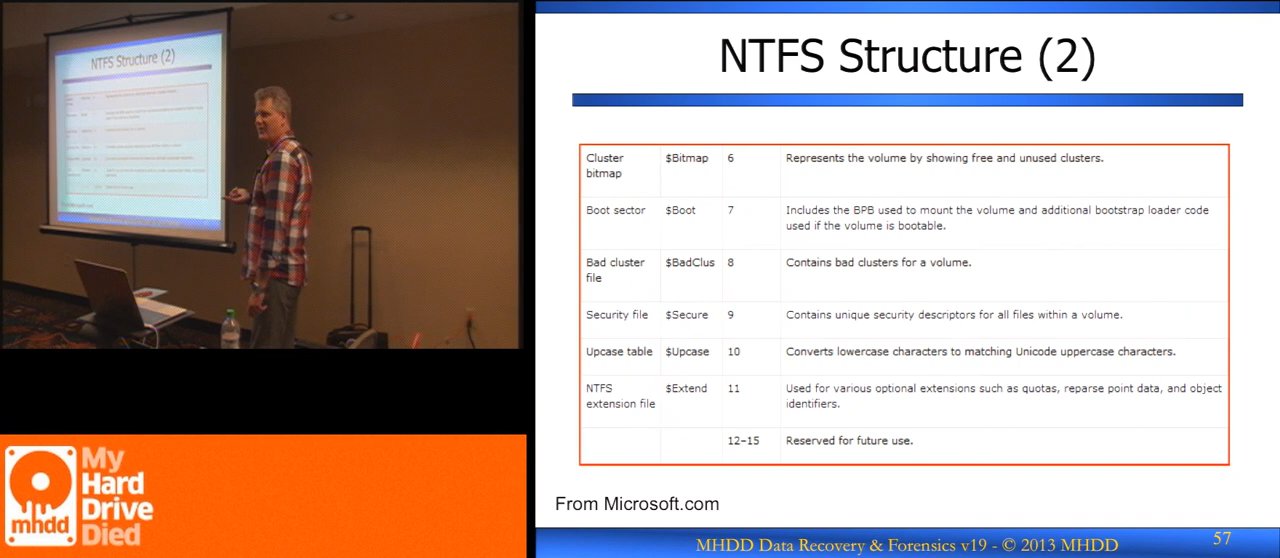 NTFS Structure (2)
NTFS Structure (2)
Cluster bitmap $Bitmap 6 Represents the volume by showing free and unused clusters.
Boot sector $Boot 7 Includes the BPB used to mount the volume and additional bootstrap loader code
used if the volume is bootable.
Bad cluster file $BadClus 8 Contains bad clusters for a volume.
Security file $Secure 9 Contains unique security descriptors for all files within a volume.
Upcase table $Upcase 10 Converts lowercase characters to matching Unicode uppercase characters.
NTFS extension file $Extend 11 Used for various optional extensions such as quotas, reparse point data, and object
identifiers.
12–15 Reserved for future use.
From Microsoft.com
MHDD Data Recovery & Forensics v19 - © 2013 MHDD
57
mhdd
My
Hard
Drive
Died